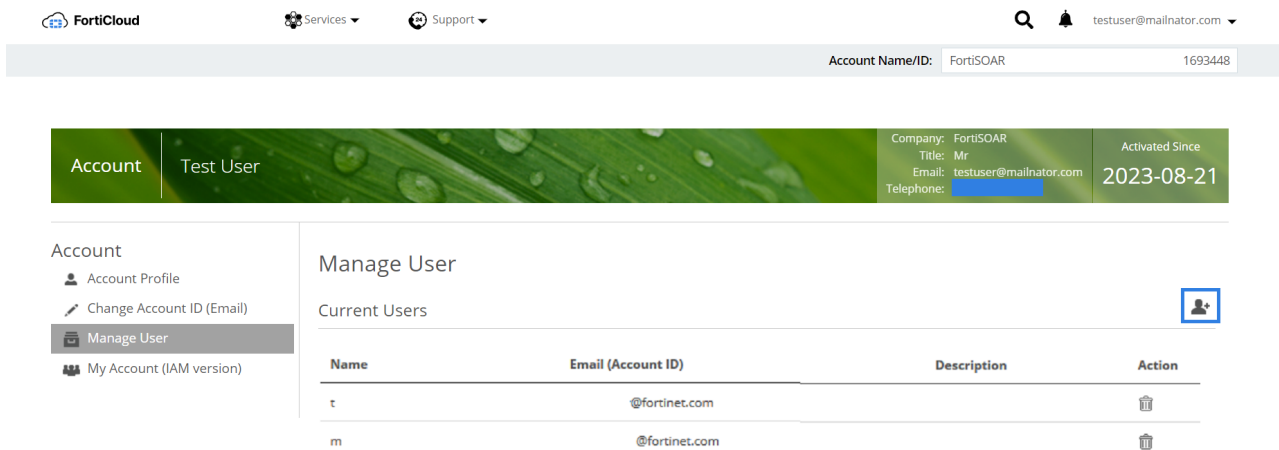 FortiCloud Services Support testuser@mailnator.com
Account Name/ID: FortiSOAR 1693448
Account Test User
Company: FortiSOAR
Title: Mr
Email: testuser@mailnator.com
Telephone:
Activated Since
2023-08-21
Account
Account Profile
Change Account ID (Email)
Manage User
My Account (IAM version)
Manage User
Current Users
Name Email (Account ID) Description Action
t @fortinet.com
m @fortinet.com